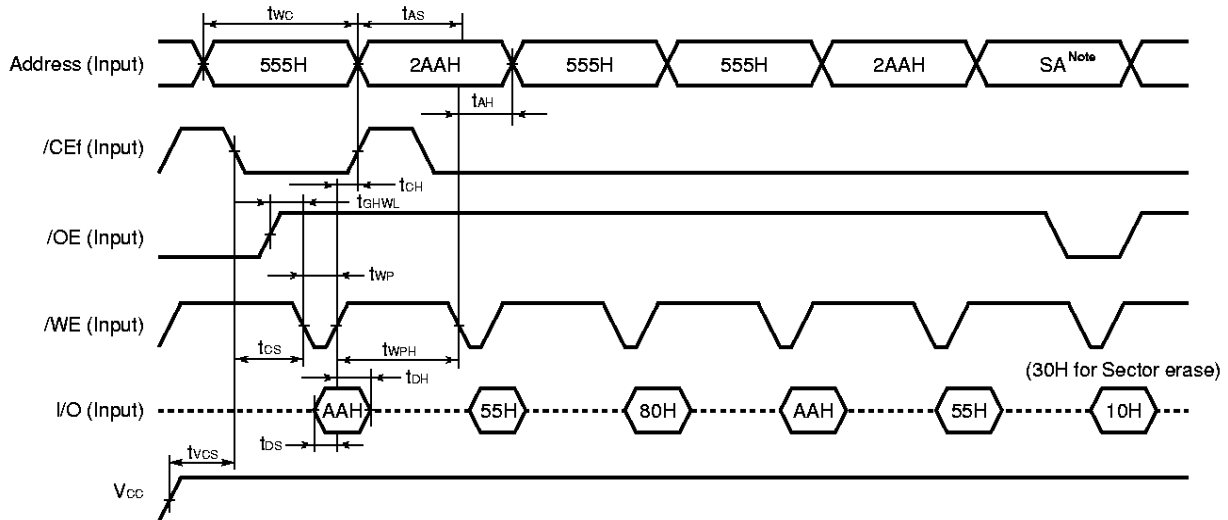 tWC tAS
Address (Input) 555H 2AAH 555H 555H 2AAH SA Note
tAH
/CEf (Input)
tCH
tGHWL
/OE (Input)
tWP
/WE (Input)
tCS tWPH
tDH (30H for Sector erase)
I/O (Input) AAH 55H 80H AAH 55H 10H
tDS
tVCS
VCC